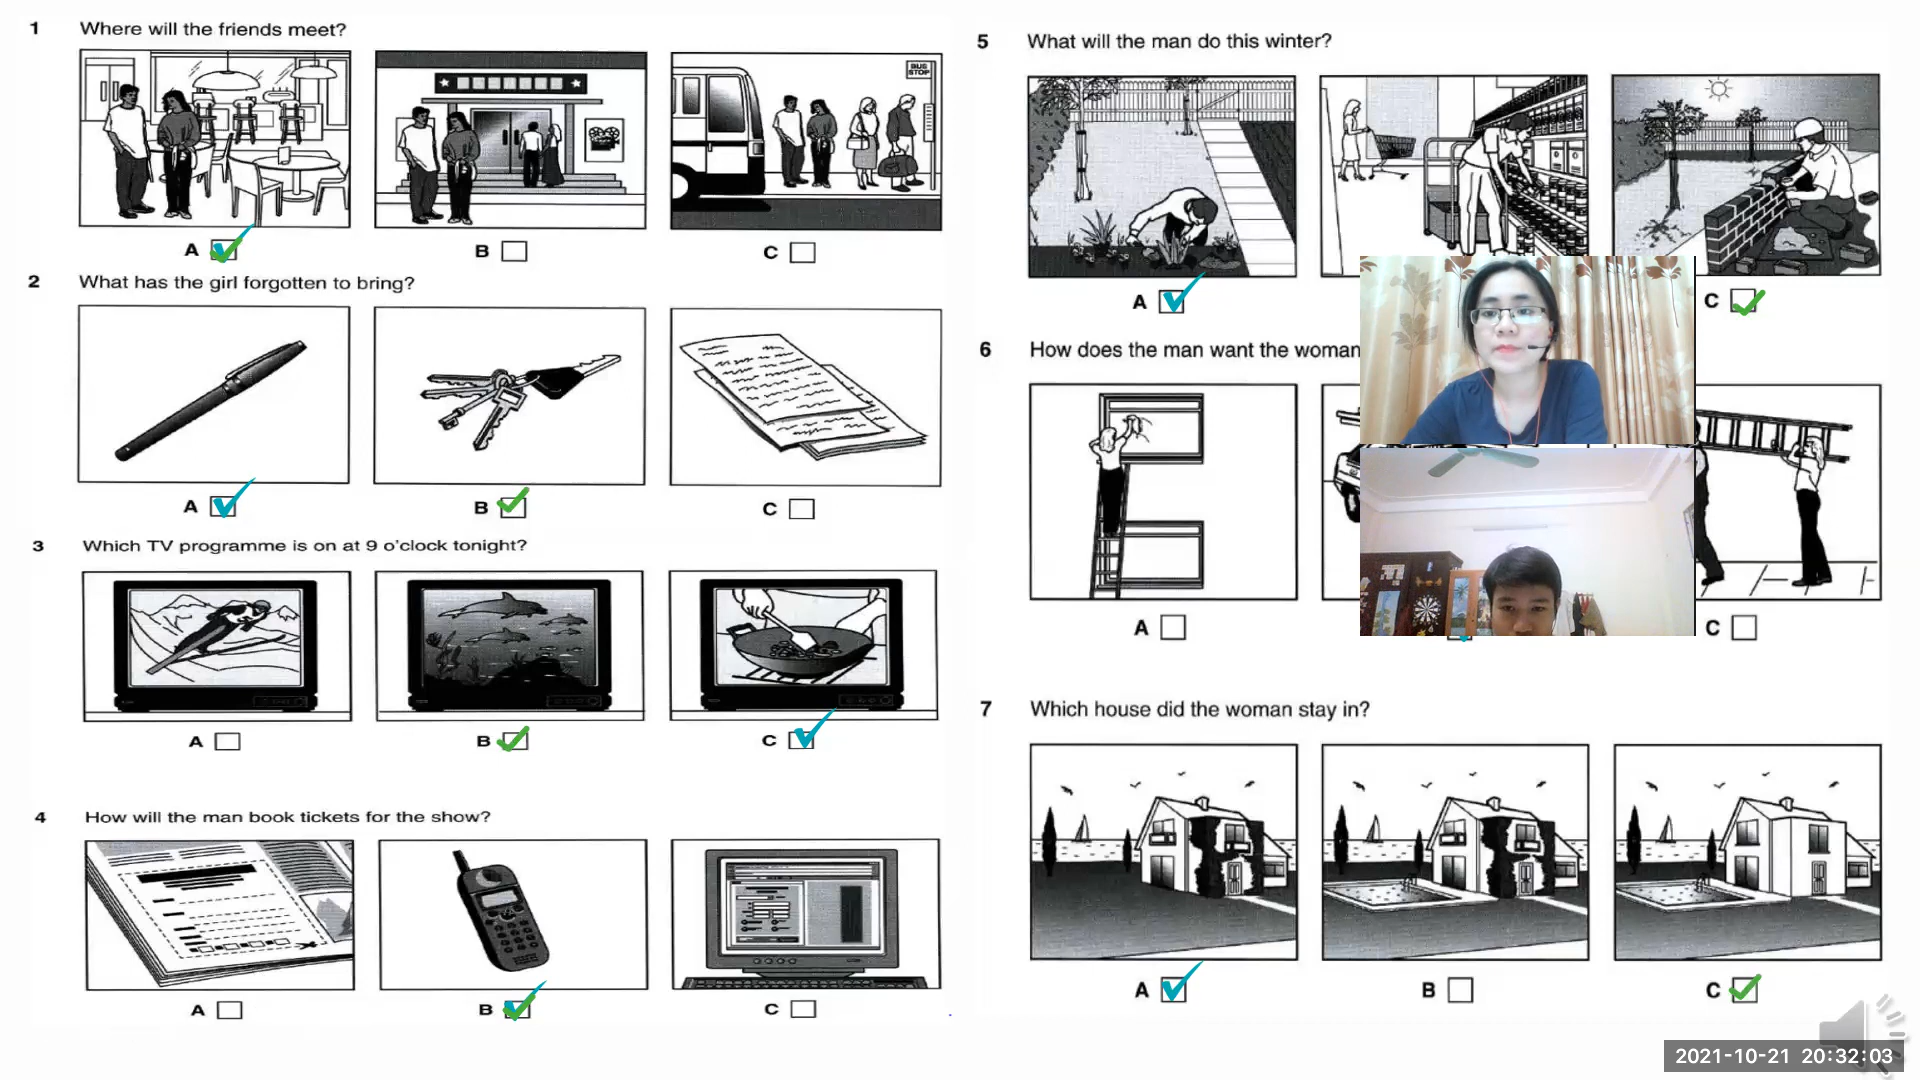 1 Where will the friends meet?
BUS STOP
A B C
2 What has the girl forgotten to bring?
A B C
3 Which TV programme is on at 9 o'clock tonight?
A B C
4 How will the man book tickets for the show?
A B C
5 What will the man do this winter?
A C
6 How does the man want the woman
A C
7 Which house did the woman stay in?
A B C
2021-10-21 20:32:03